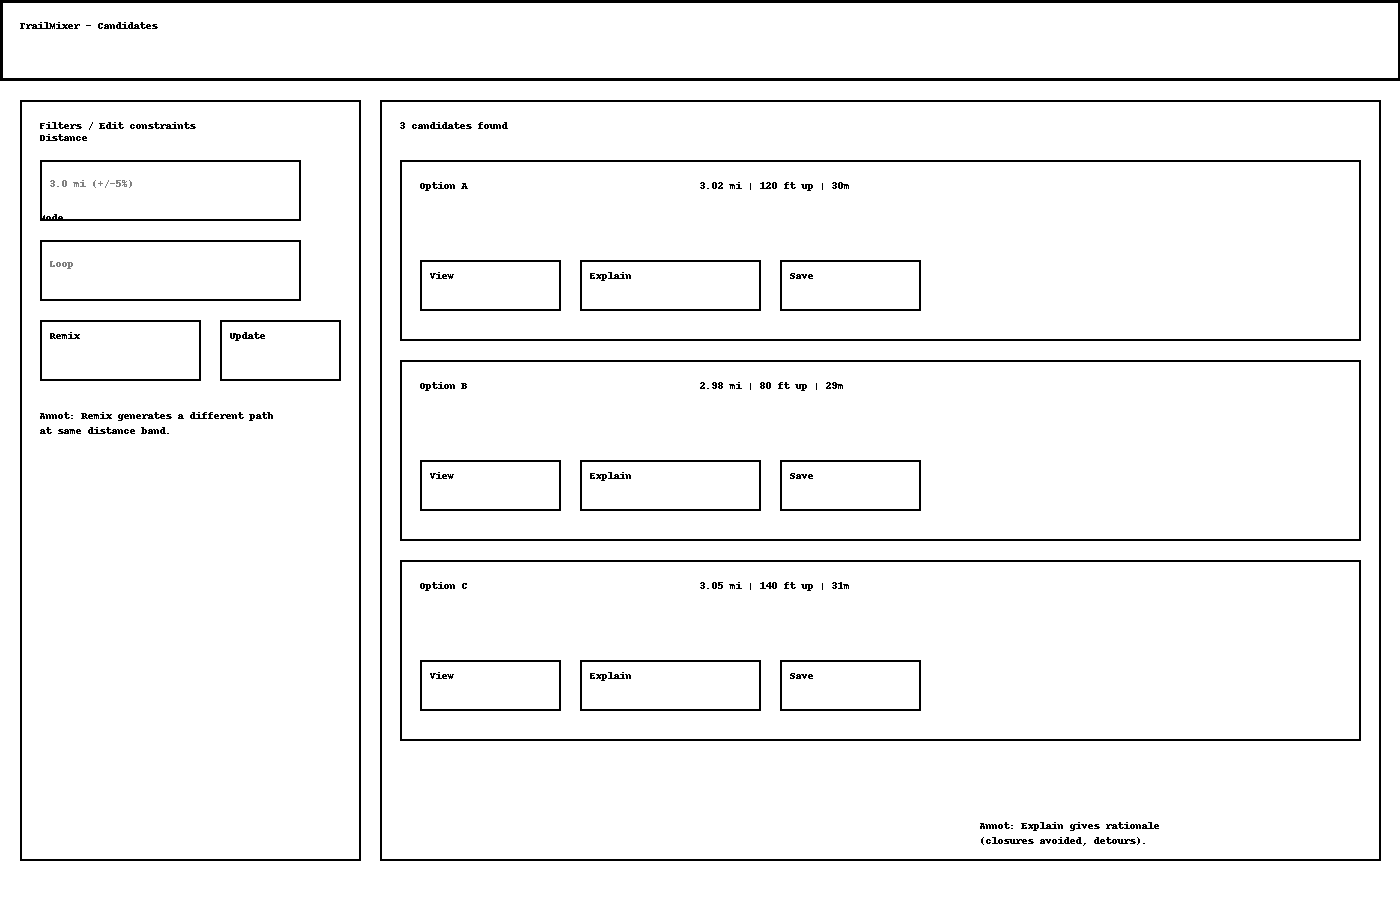 TrailMixer - Candidates
Filters / Edit constraints
Distance
3.0 mi (+/-5%)
Mode
Loop
Remix
Update
Annot: Remix generates a different path
at same distance band.
3 candidates found
Option A
3.02 mi | 120 ft up | 30m
View
Explain
Save
Option B
2.98 mi | 80 ft up | 29m
View
Explain
Save
Option C
3.05 mi | 140 ft up | 31m
View
Explain
Save
Annot: Explain gives rationale
(closures avoided, detours).